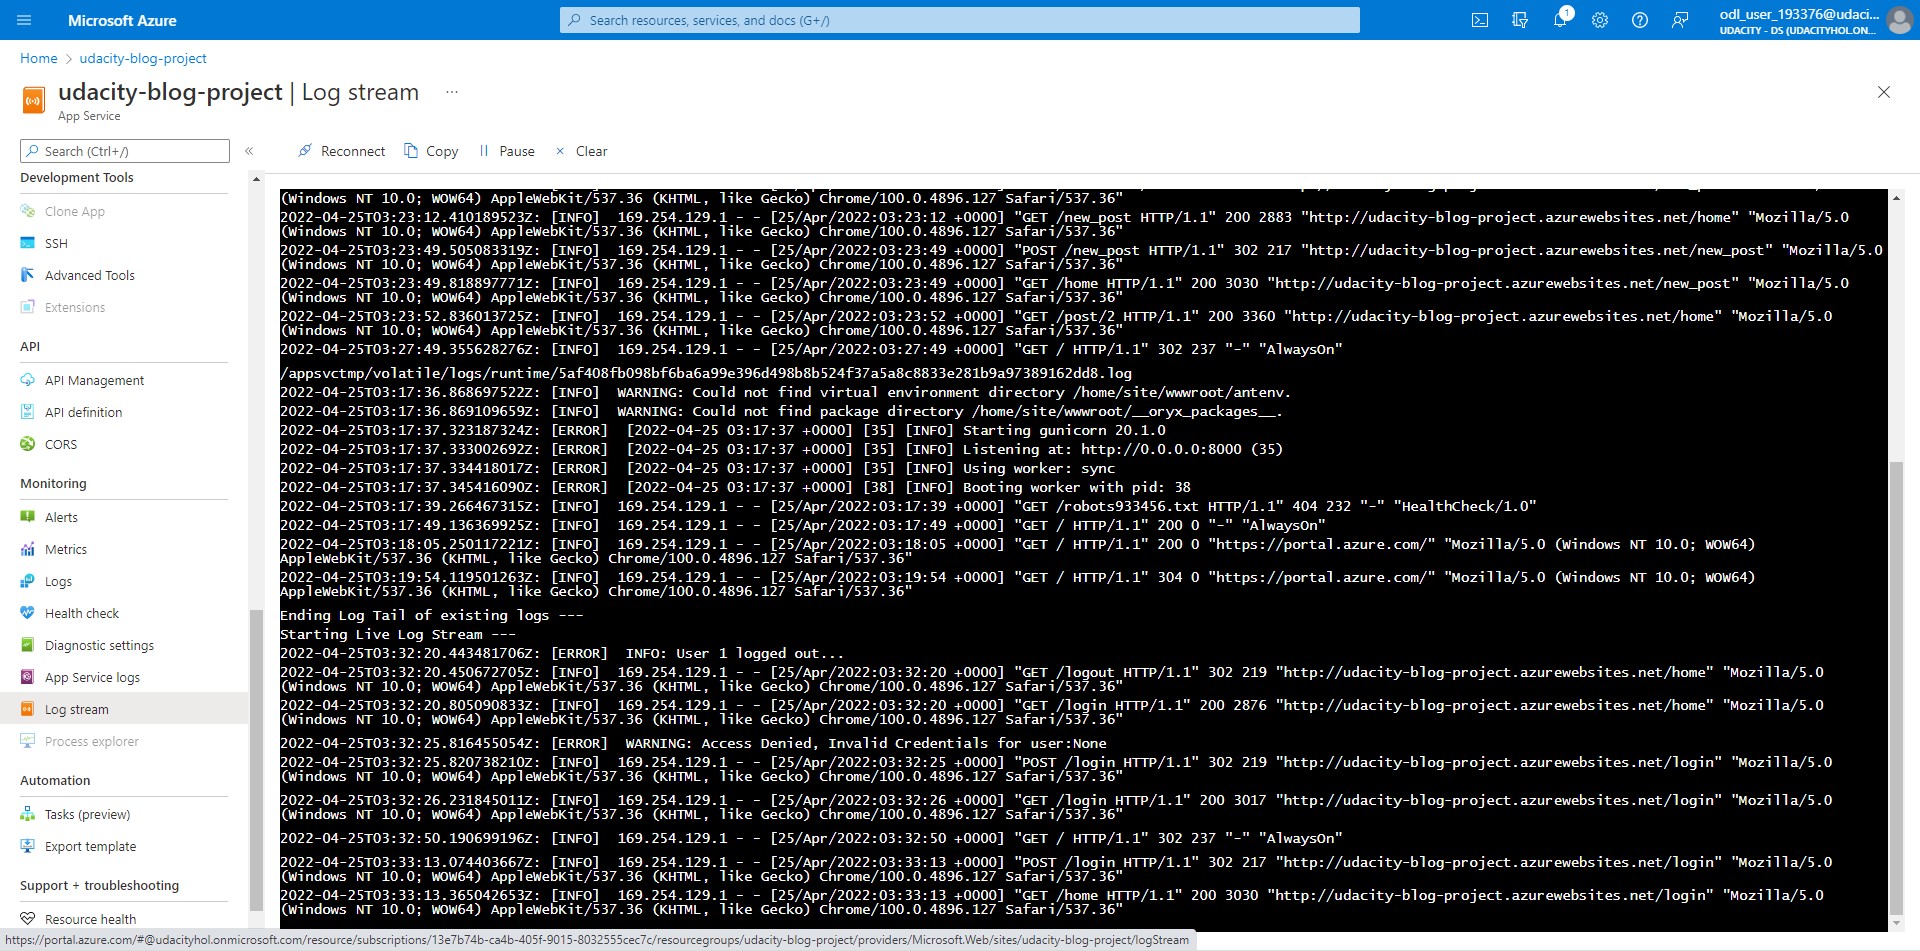 Microsoft Azure
Search resources, services, and docs (G+/)
1
odl_user_193376@udaci...
UDACITY - DS (UDACITYHOL.ON...
Home > udacity-blog-project
udacity-blog-project | Log stream ...
App Service
Search (Ctrl+/) «
Reconnect Copy Pause Clear
Development Tools
Clone App
SSH
Advanced Tools
Extensions
API
API Management
API definition
CORS
Monitoring
Alerts
Metrics
Logs
Health check
Diagnostic settings
App Service logs
Log stream
Process explorer
Automation
Tasks (preview)
Export template
Support + troubleshooting
Resource health
(Windows NT 10.0; WOW64) AppleWebKit/537.36 (KHTML, like Gecko) Chrome/100.0.4896.127 Safari/537.36"
2022-04-25T03:23:12.410189523Z: [INFO]  169.254.129.1 - - [25/Apr/2022:03:23:12 +0000] "GET /new_post HTTP/1.1" 200 2883 "http://udacity-blog-project.azurewebsites.net/home" "Mozilla/5.0
(Windows NT 10.0; WOW64) AppleWebKit/537.36 (KHTML, like Gecko) Chrome/100.0.4896.127 Safari/537.36"
2022-04-25T03:23:49.505083319Z: [INFO]  169.254.129.1 - - [25/Apr/2022:03:23:49 +0000] "POST /new_post HTTP/1.1" 302 217 "http://udacity-blog-project.azurewebsites.net/new_post" "Mozilla/5.0
(Windows NT 10.0; WOW64) AppleWebKit/537.36 (KHTML, like Gecko) Chrome/100.0.4896.127 Safari/537.36"
2022-04-25T03:23:49.818897771Z: [INFO]  169.254.129.1 - - [25/Apr/2022:03:23:49 +0000] "GET /home HTTP/1.1" 200 3030 "http://udacity-blog-project.azurewebsites.net/new_post" "Mozilla/5.0
(Windows NT 10.0; WOW64) AppleWebKit/537.36 (KHTML, like Gecko) Chrome/100.0.4896.127 Safari/537.36"
2022-04-25T03:23:52.836013725Z: [INFO]  169.254.129.1 - - [25/Apr/2022:03:23:52 +0000] "GET /post/2 HTTP/1.1" 200 3360 "http://udacity-blog-project.azurewebsites.net/home" "Mozilla/5.0
(Windows NT 10.0; WOW64) AppleWebKit/537.36 (KHTML, like Gecko) Chrome/100.0.4896.127 Safari/537.36"
2022-04-25T03:27:49.355628276Z: [INFO]  169.254.129.1 - - [25/Apr/2022:03:27:49 +0000] "GET / HTTP/1.1" 302 237 "-" "AlwaysOn"
/appsvctmp/volatile/logs/runtime/5af408fb098bf6ba6a99e396d498b8b524f37a5a8c8833e281b9a97389162dd8.log
2022-04-25T03:17:36.868697522Z: [INFO]  WARNING: Could not find virtual environment directory /home/site/wwwroot/antenv.
2022-04-25T03:17:36.869109659Z: [INFO]  WARNING: Could not find package directory /home/site/wwwroot/__oryx_packages__.
2022-04-25T03:17:37.323187324Z: [ERROR]  [2022-04-25 03:17:37 +0000] [35] [INFO] Starting gunicorn 20.1.0
2022-04-25T03:17:37.333002692Z: [ERROR]  [2022-04-25 03:17:37 +0000] [35] [INFO] Listening at: http://0.0.0.0:8000 (35)
2022-04-25T03:17:37.334418017Z: [ERROR]  [2022-04-25 03:17:37 +0000] [35] [INFO] Using worker: sync
2022-04-25T03:17:37.345416090Z: [ERROR]  [2022-04-25 03:17:37 +0000] [38] [INFO] Booting worker with pid: 38
2022-04-25T03:17:39.266467315Z: [INFO]  169.254.129.1 - - [25/Apr/2022:03:17:39 +0000] "GET /robots933456.txt HTTP/1.1" 404 232 "-" "HealthCheck/1.0"
2022-04-25T03:17:49.136369925Z: [INFO]  169.254.129.1 - - [25/Apr/2022:03:17:49 +0000] "GET / HTTP/1.1" 200 0 "-" "AlwaysOn"
2022-04-25T03:18:05.250117221Z: [INFO]  169.254.129.1 - - [25/Apr/2022:03:18:05 +0000] "GET / HTTP/1.1" 200 0 "https://portal.azure.com/" "Mozilla/5.0 (Windows NT 10.0; WOW64)
AppleWebKit/537.36 (KHTML, like Gecko) Chrome/100.0.4896.127 Safari/537.36"
2022-04-25T03:19:54.119501263Z: [INFO]  169.254.129.1 - - [25/Apr/2022:03:19:54 +0000] "GET / HTTP/1.1" 304 0 "https://portal.azure.com/" "Mozilla/5.0 (Windows NT 10.0; WOW64)
AppleWebKit/537.36 (KHTML, like Gecko) Chrome/100.0.4896.127 Safari/537.36"
Ending Log Tail of existing logs ---
Starting Live Log Stream ---
2022-04-25T03:32:20.443481706Z: [ERROR]  INFO: User 1 logged out...
2022-04-25T03:32:20.450672705Z: [INFO]  169.254.129.1 - - [25/Apr/2022:03:32:20 +0000] "GET /logout HTTP/1.1" 302 219 "http://udacity-blog-project.azurewebsites.net/home" "Mozilla/5.0
(Windows NT 10.0; WOW64) AppleWebKit/537.36 (KHTML, like Gecko) Chrome/100.0.4896.127 Safari/537.36"
2022-04-25T03:32:20.805090833Z: [INFO]  169.254.129.1 - - [25/Apr/2022:03:32:20 +0000] "GET /login HTTP/1.1" 200 2876 "http://udacity-blog-project.azurewebsites.net/home" "Mozilla/5.0
(Windows NT 10.0; WOW64) AppleWebKit/537.36 (KHTML, like Gecko) Chrome/100.0.4896.127 Safari/537.36"
2022-04-25T03:32:25.816455054Z: [ERROR]  WARNING: Access Denied, Invalid Credentials for user:None
2022-04-25T03:32:25.820738210Z: [INFO]  169.254.129.1 - - [25/Apr/2022:03:32:25 +0000] "POST /login HTTP/1.1" 302 219 "http://udacity-blog-project.azurewebsites.net/login" "Mozilla/5.0
(Windows NT 10.0; WOW64) AppleWebKit/537.36 (KHTML, like Gecko) Chrome/100.0.4896.127 Safari/537.36"
2022-04-25T03:32:26.231845011Z: [INFO]  169.254.129.1 - - [25/Apr/2022:03:32:26 +0000] "GET /login HTTP/1.1" 200 3017 "http://udacity-blog-project.azurewebsites.net/login" "Mozilla/5.0
(Windows NT 10.0; WOW64) AppleWebKit/537.36 (KHTML, like Gecko) Chrome/100.0.4896.127 Safari/537.36"
2022-04-25T03:32:50.190699196Z: [INFO]  169.254.129.1 - - [25/Apr/2022:03:32:50 +0000] "GET / HTTP/1.1" 302 237 "-" "AlwaysOn"
2022-04-25T03:33:13.074403667Z: [INFO]  169.254.129.1 - - [25/Apr/2022:03:33:13 +0000] "POST /login HTTP/1.1" 302 217 "http://udacity-blog-project.azurewebsites.net/login" "Mozilla/5.0
(Windows NT 10.0; WOW64) AppleWebKit/537.36 (KHTML, like Gecko) Chrome/100.0.4896.127 Safari/537.36"
2022-04-25T03:33:13.365042653Z: [INFO]  169.254.129.1 - - [25/Apr/2022:03:33:13 +0000] "GET /home HTTP/1.1" 200 3030 "http://udacity-blog-project.azurewebsites.net/login" "Mozilla/5.0
(Windows NT 10.0; WOW64) AppleWebKit/537.36 (KHTML, like Gecko) Chrome/100.0.4896.127 Safari/537.36"
https://portal.azure.com/#@udacityhol.onmicrosoft.com/resource/subscriptions/13e7b74b-ca4b-405f-9015-8032555cec7c/resourcegroups/udacity-blog-project/providers/Microsoft.Web/sites/udacity-blog-project/logStream